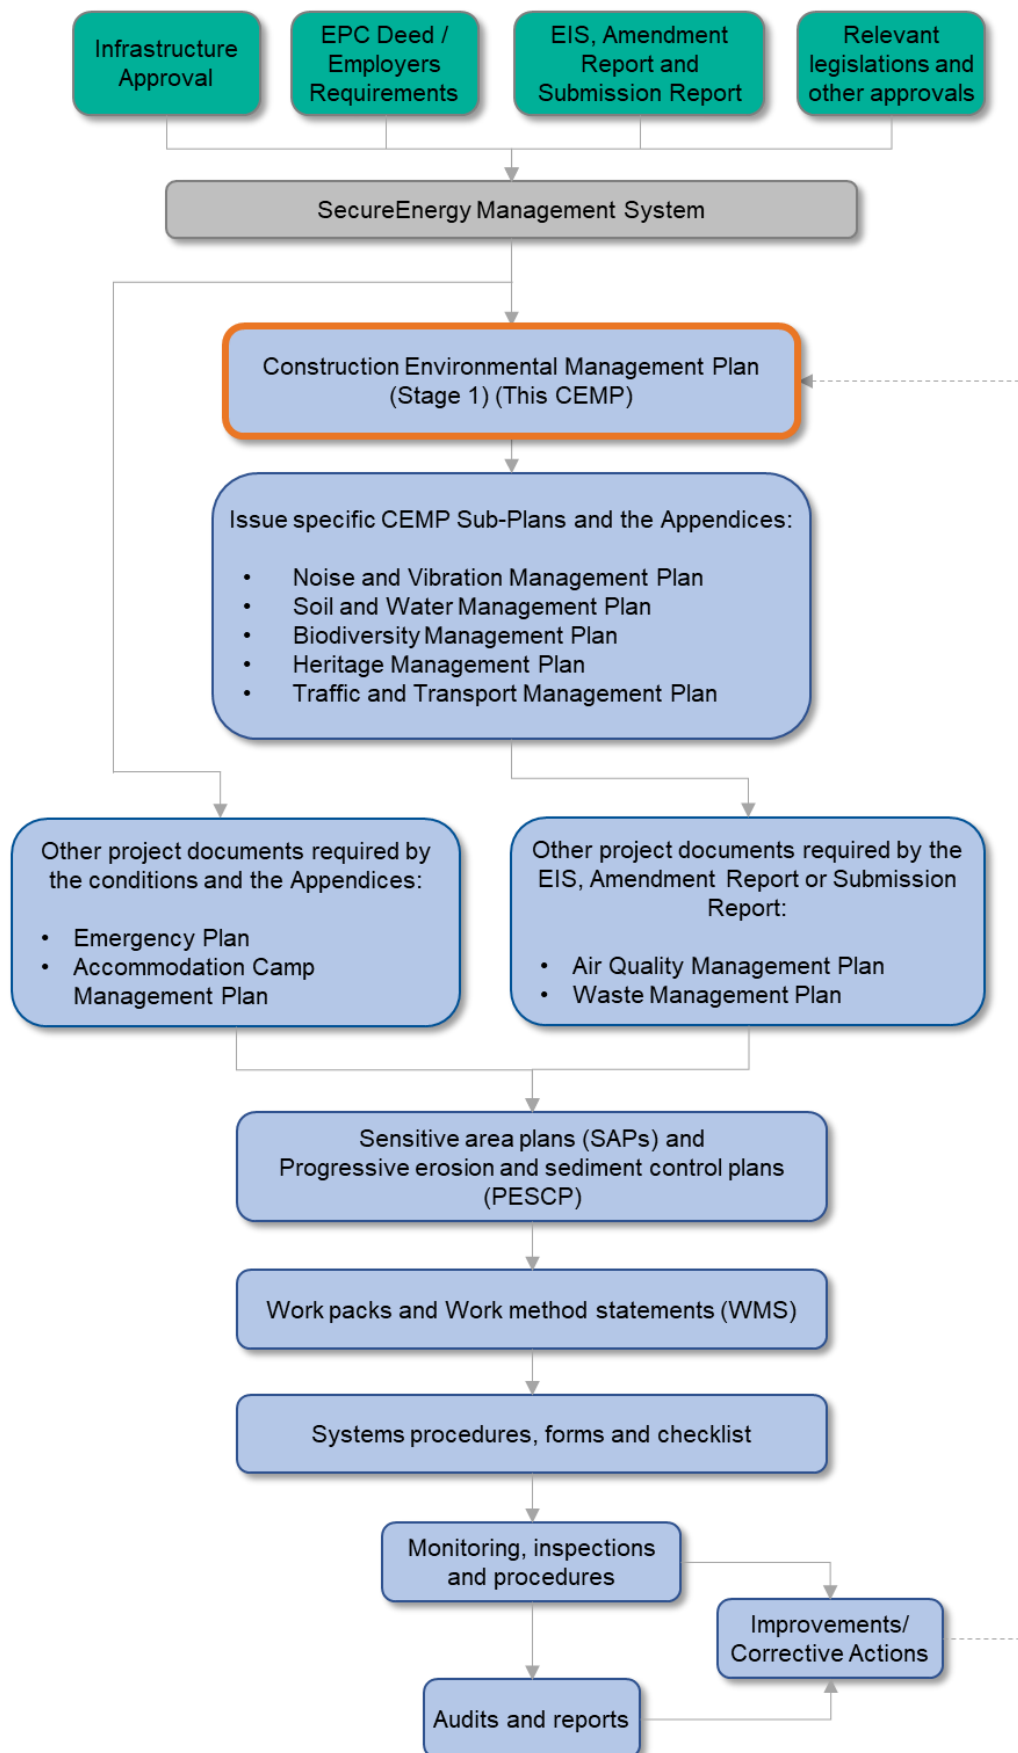 Infrastructure
Approval
EPC Deed /
Employers
Requirements
EIS, Amendment
Report and
Submission Report
Relevant
legislations and
other approvals
SecureEnergy Management System
Construction Environmental Management Plan
(Stage 1) (This CEMP)
Issue specific CEMP Sub-Plans and the Appendices:
• Noise and Vibration Management Plan
• Soil and Water Management Plan
• Biodiversity Management Plan
• Heritage Management Plan
• Traffic and Transport Management Plan
Other project documents required by
the conditions and the Appendices:
• Emergency Plan
• Accommodation Camp
Management Plan
Other project documents required by the
EIS, Amendment Report or Submission
Report:
• Air Quality Management Plan
• Waste Management Plan
Sensitive area plans (SAPs) and
Progressive erosion and sediment control plans
(PESCP)
Work packs and Work method statements (WMS)
Systems procedures, forms and checklist
Monitoring, inspections
and procedures
Improvements/
Corrective Actions
Audits and reports